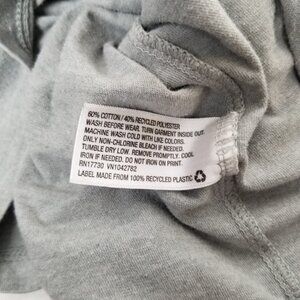 60% COTTON / 40% RECYCLED POLYESTER
WASH BEFORE WEAR. TURN GARMENT INSIDE OUT.
MACHINE WASH COLD WITH LIKE COLORS.
ONLY NON-CHLORINE BLEACH IF NEEDED.
TUMBLE DRY LOW. REMOVE PROMPTLY. COOL
IRON IF NEEDED. DO NOT IRON ON PRINT.
RN17730 VN1042782
LABEL MADE FROM 100% RECYCLED PLASTIC